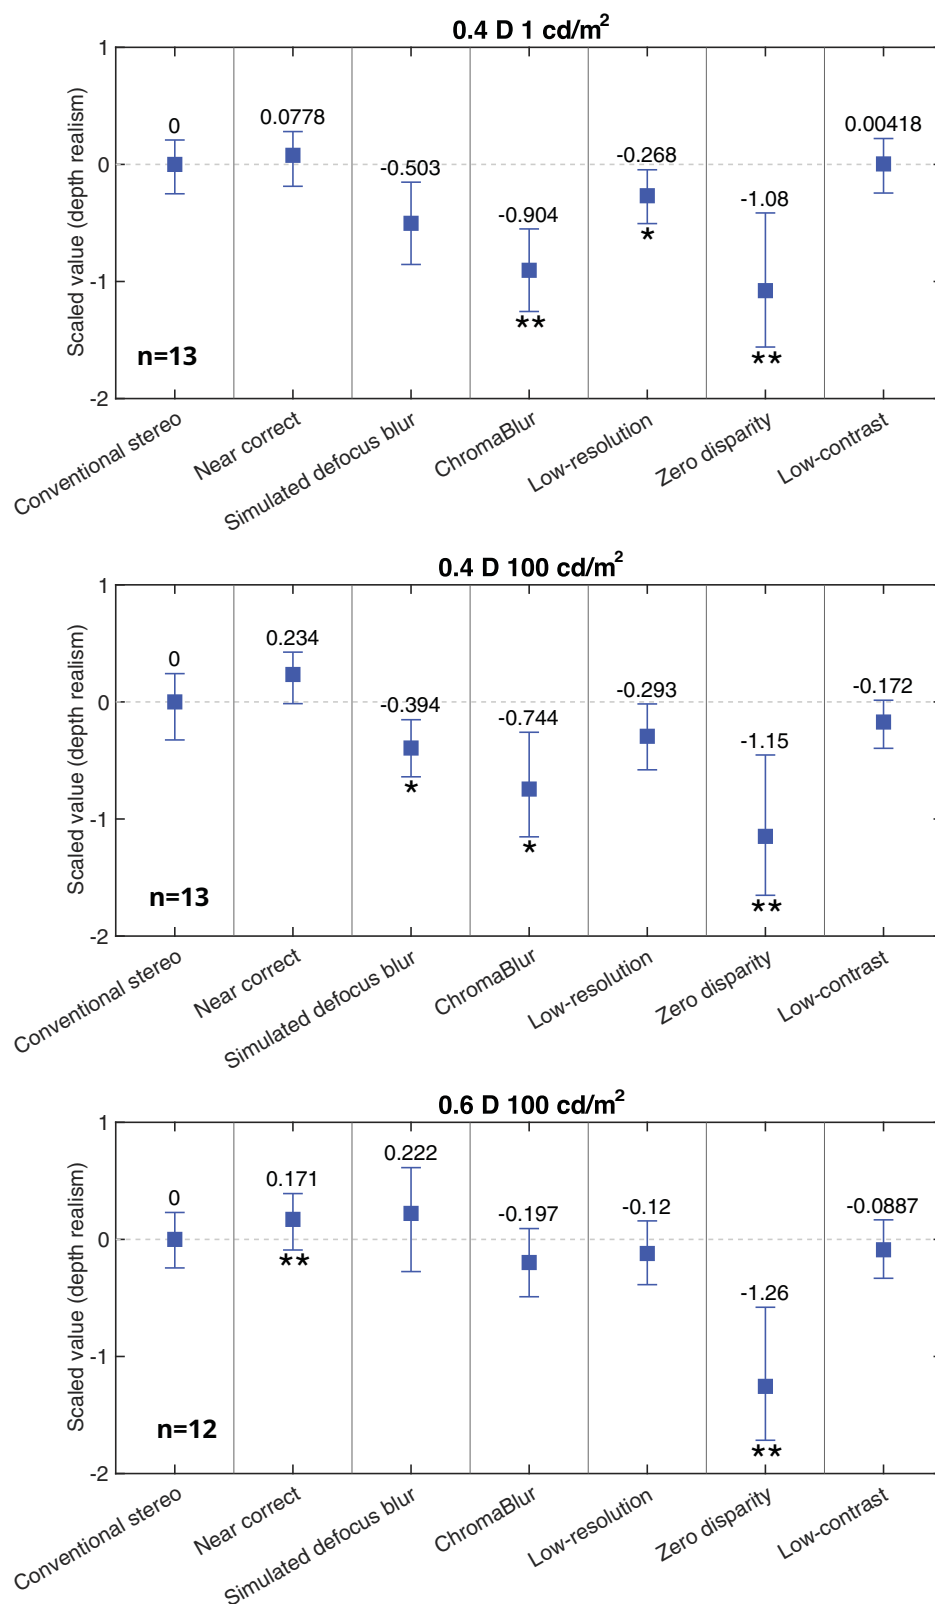 0.4 D 1 cd/m²
Scaled value (depth realism)
1
0
-1
-2
0
0.0778
-0.503
-0.904
-0.268
-1.08
0.00418
**
*
**
n=13
Conventional stereo
Near correct
Simulated defocus blur
ChromaBlur
Low-resolution
Zero disparity
Low-contrast
0.4 D 100 cd/m²
Scaled value (depth realism)
1
0
-1
-2
0
0.234
-0.394
-0.744
-0.293
-1.15
-0.172
*
*
**
n=13
Conventional stereo
Near correct
Simulated defocus blur
ChromaBlur
Low-resolution
Zero disparity
Low-contrast
0.6 D 100 cd/m²
Scaled value (depth realism)
1
0
-1
-2
0
0.171
0.222
-0.197
-0.12
-1.26
-0.0887
**
**
n=12
Conventional stereo
Near correct
Simulated defocus blur
ChromaBlur
Low-resolution
Zero disparity
Low-contrast